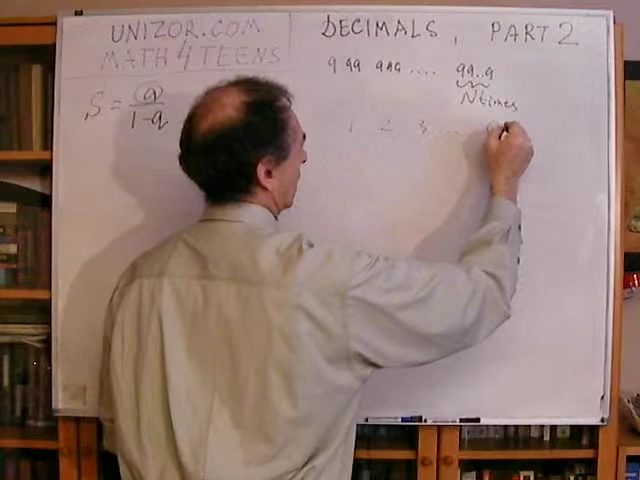 UNIZOR.COM
MATH 4 TEENS
DECIMALS, PART 2
9 99 999 .... 99..9
N times
S = a / 1-q
1 2 3 ....